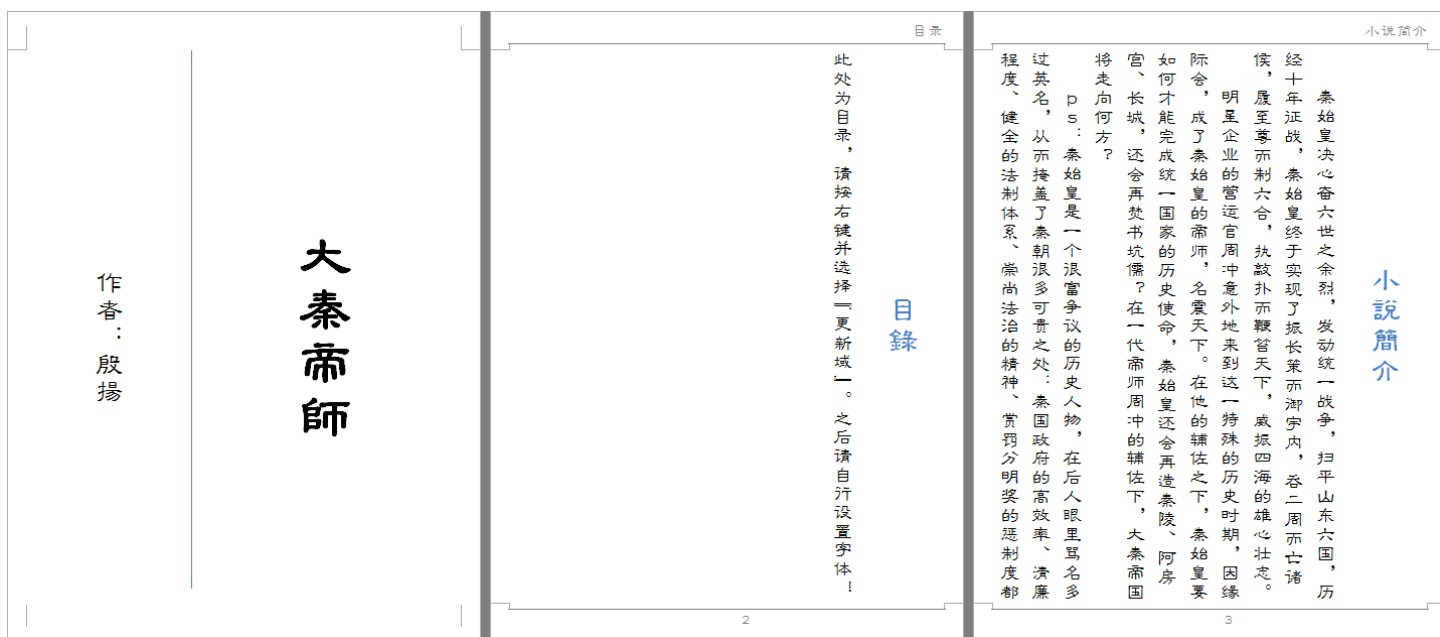 大秦帝師
作者：殷揚
目录
目錄
此处为目录，请按右键并选择『更新域』。之后请自行设置字体！
2
小说简介
小說簡介
秦始皇决心奋六世之余烈，发动统一战争，扫平山东六国，历
经十年征战，秦始皇终于实现了振长策而御宇内，吞二周而亡诸
侯，履至尊而制六合，执敲扑而鞭笞天下，威振四海的雄心壮志。
明星企业的营运官周冲意外地来到这一特殊的历史时期，因缘
际会，成了秦始皇的帝师，名震天下。在他的辅佐之下，秦始皇要
如何才能完成统一国家的历史使命，秦始皇还会再造秦陵、阿房
宫、长城，还会再焚书坑儒？在一代帝师周冲的辅佐下，大秦帝国
将走向何方？
ps：秦始皇是一个很富争议的历史人物，在后人眼里骂名多
过英名，从而掩盖了秦朝很多可贵之处：秦国政府的高效率、清廉
程度、健全的法制体系、崇尚法治的精神、赏罚分明奖的惩制度都
3